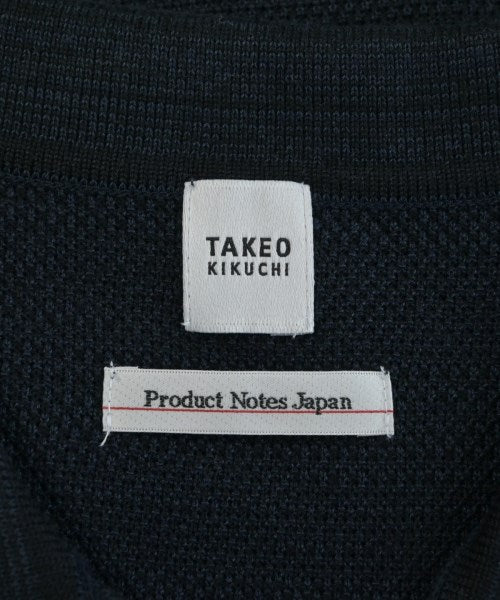 TAKEO
KIKUCHI
Product Notes Japan